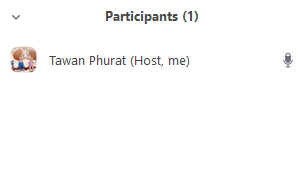 Participants (1)
Tawan Phurat (Host, me)